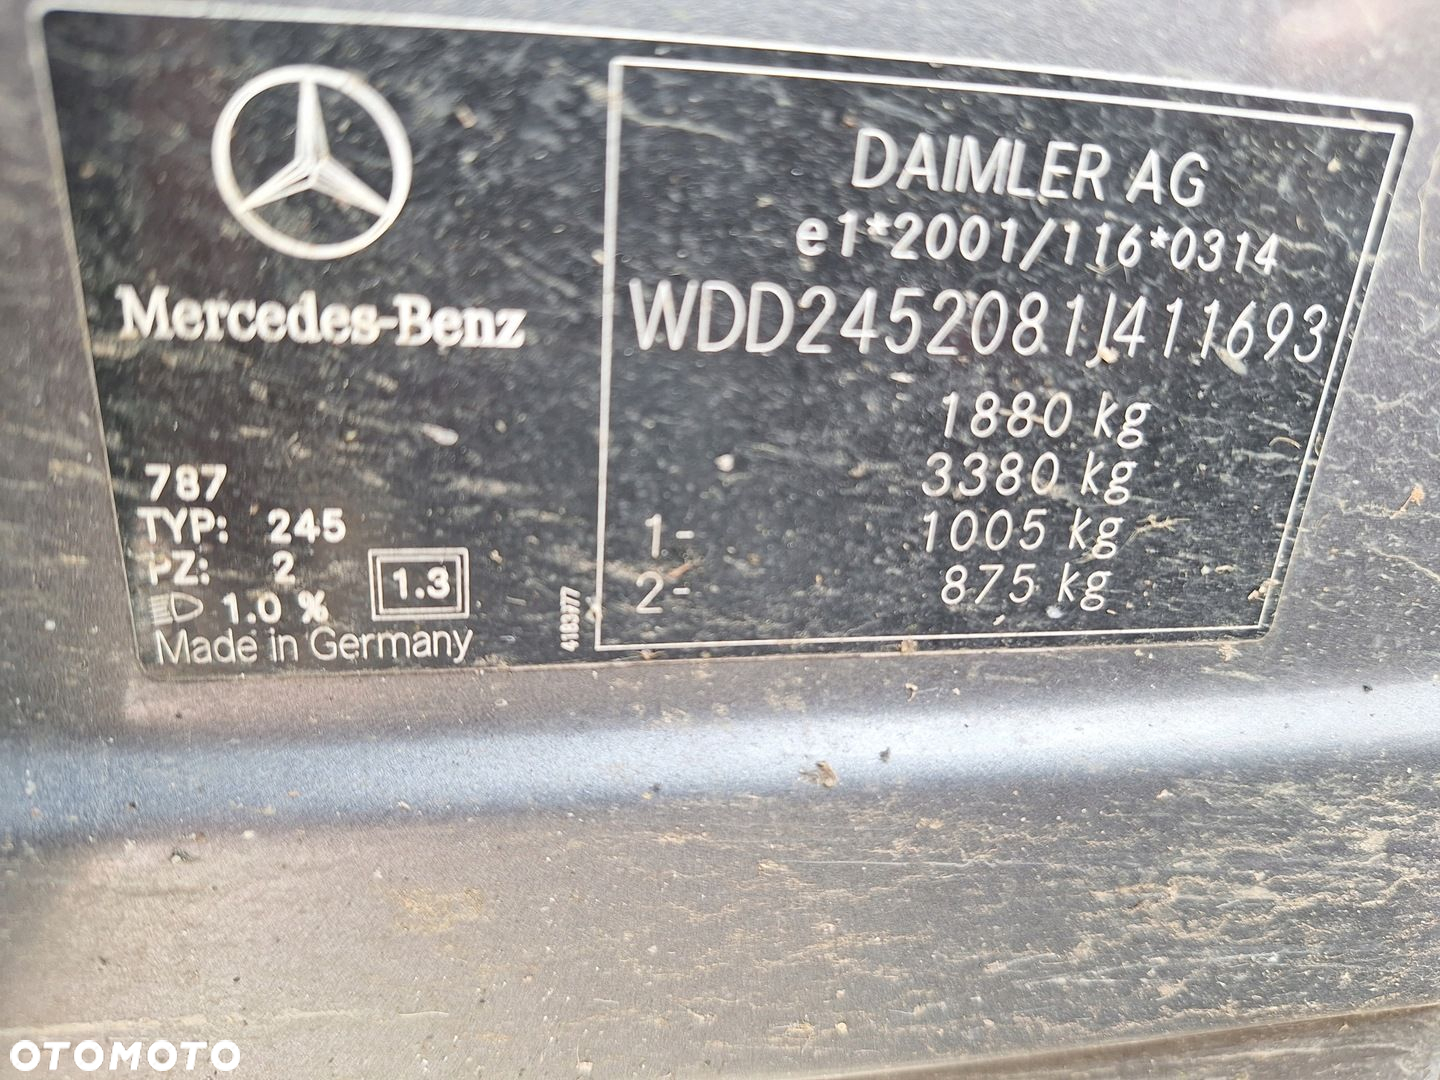 Mercedes-Benz
787
TYP: 245
PZ: 2
1.0 %
1.3
Made in Germany
4183977
DAIMLER AG
e1*2001/116*0314
WDD2452081J411693
1880 kg
3380 kg
1- 1005 kg
2- 875 kg
OTOMOTO